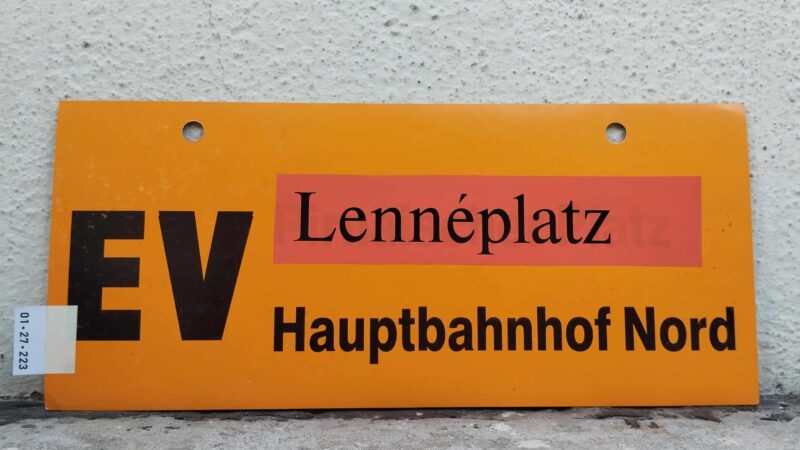 EV
Lennéplatz
Hauptbahnhof Nord
01·27·223